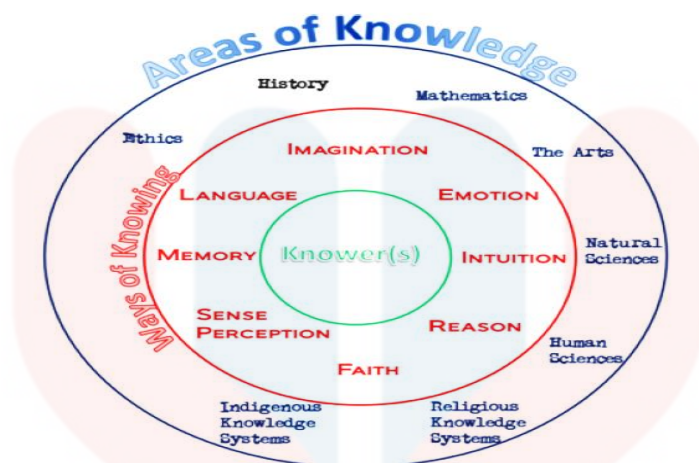 Areas of Knowledge
History
Mathematics
Ethics
The Arts
IMAGINATION
LANGUAGE
EMOTION
Ways of Knowing
MEMORY
Knower(s)
INTUITION
Natural
Sciences
SENSE
PERCEPTION
REASON
Human
Sciences
FAITH
Indigenous
Knowledge
Systems
Religious
Knowledge
Systems